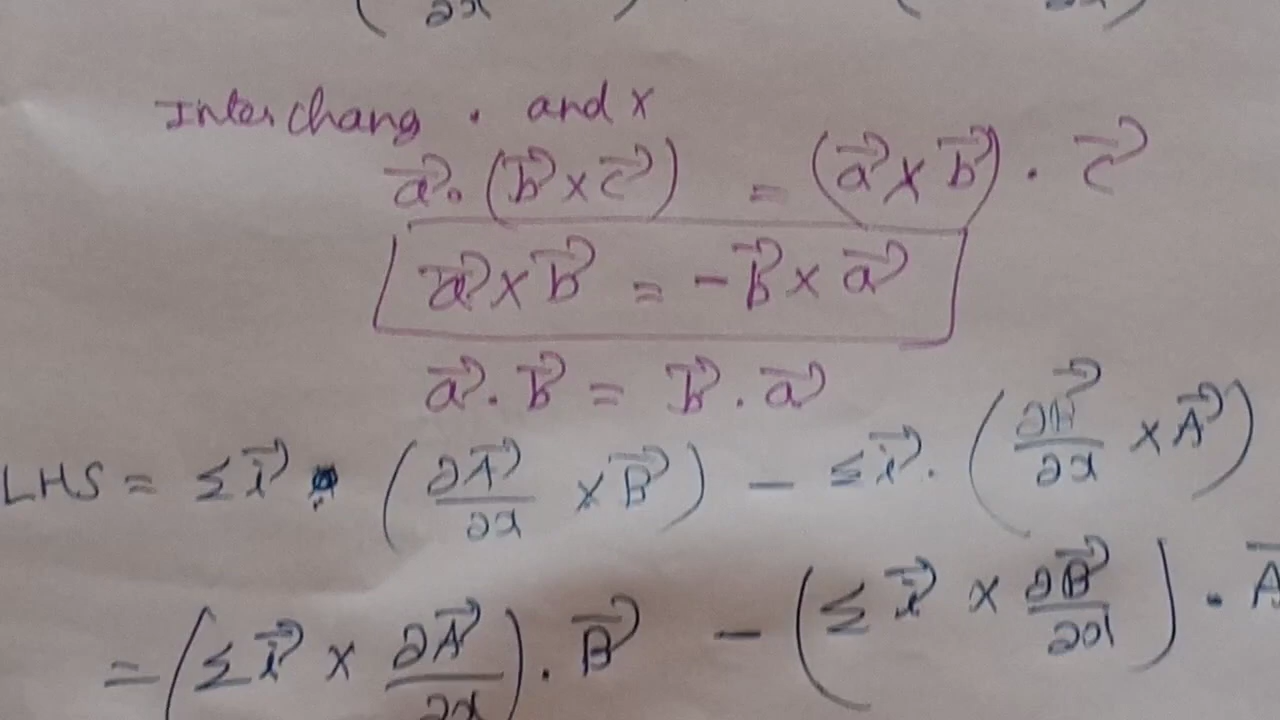 ∂x ∂x
Interchang . and x
a⃗ . (b⃗ × c⃗) = (a⃗ × b⃗) . c⃗
a⃗ × b⃗ = - b⃗ × a⃗
a⃗ . b⃗ = b⃗ . a⃗
LHS = Σ i⃗ . (∂A⃗/∂x × B⃗) - Σ i⃗ . (∂B⃗/∂x × A⃗)
= (Σ i⃗ × ∂A⃗/∂x) . B⃗ - (Σ i⃗ × ∂B⃗/∂x) . A